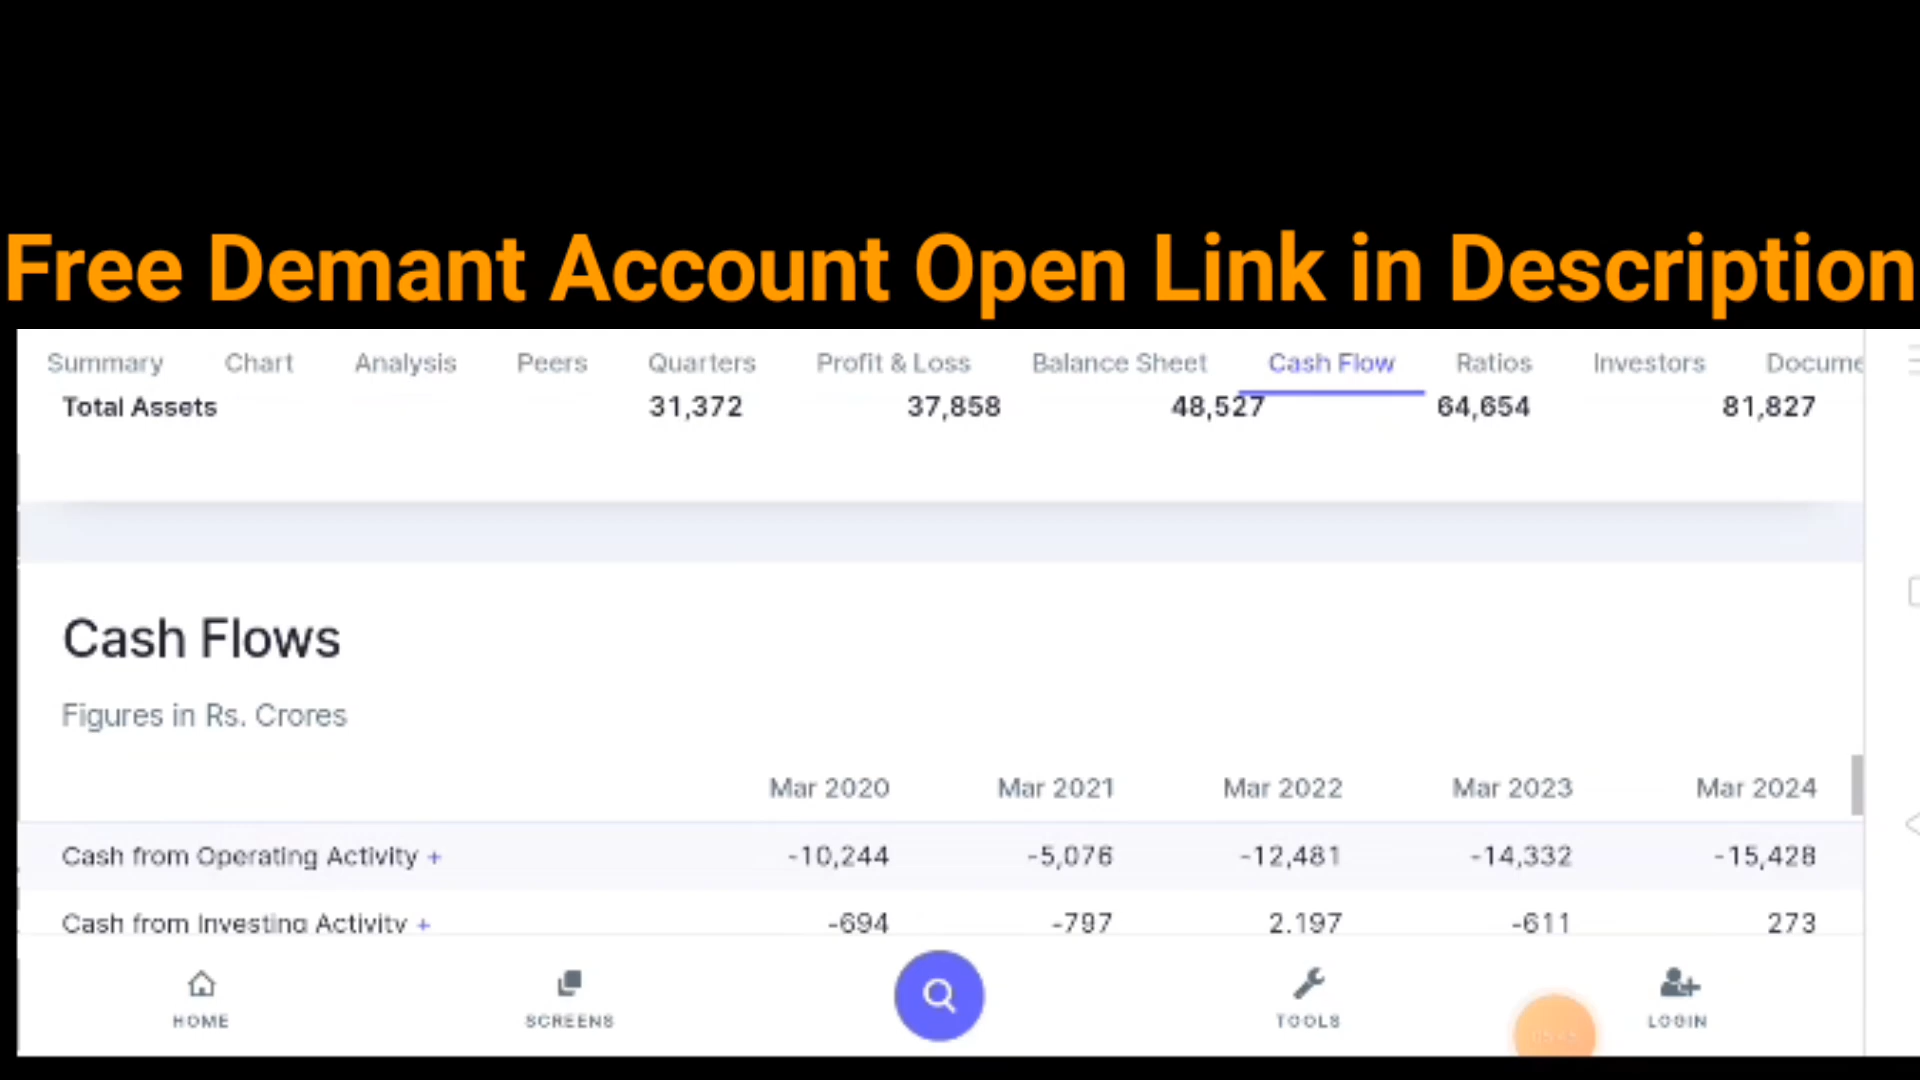 Free Demant Account Open Link in Description
Summary Chart Analysis Peers Quarters Profit & Loss Balance Sheet Cash Flow Ratios Investors Docume
Total Assets 31,372 37,858 48,527 64,654 81,827
Cash Flows
Figures in Rs. Crores
Mar 2020 Mar 2021 Mar 2022 Mar 2023 Mar 2024
Cash from Operating Activity + -10,244 -5,076 -12,481 -14,332 -15,428
Cash from Investing Activity + -694 -797 2,197 -611 273
HOME SCREENS TOOLS LOGIN